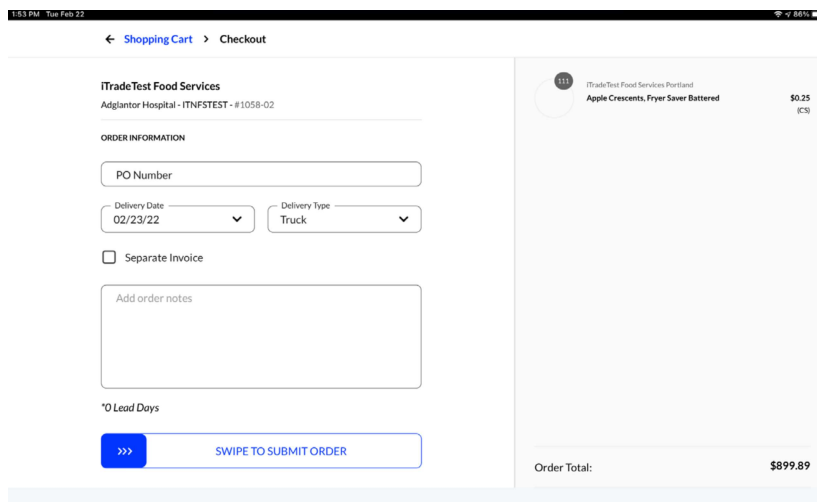 1:53 PM Tue Feb 22
86%
Shopping Cart > Checkout
iTradeTest Food Services
Adglantor Hospital - ITNFSTEST - #1058-02
ORDER INFORMATION
PO Number
Delivery Date
02/23/22
Delivery Type
Truck
Separate Invoice
Add order notes
*0 Lead Days
>>> SWIPE TO SUBMIT ORDER
111
iTradeTest Food Services Portland
Apple Crescents, Fryer Saver Battered
$0.25
(CS)
Order Total:
$899.89